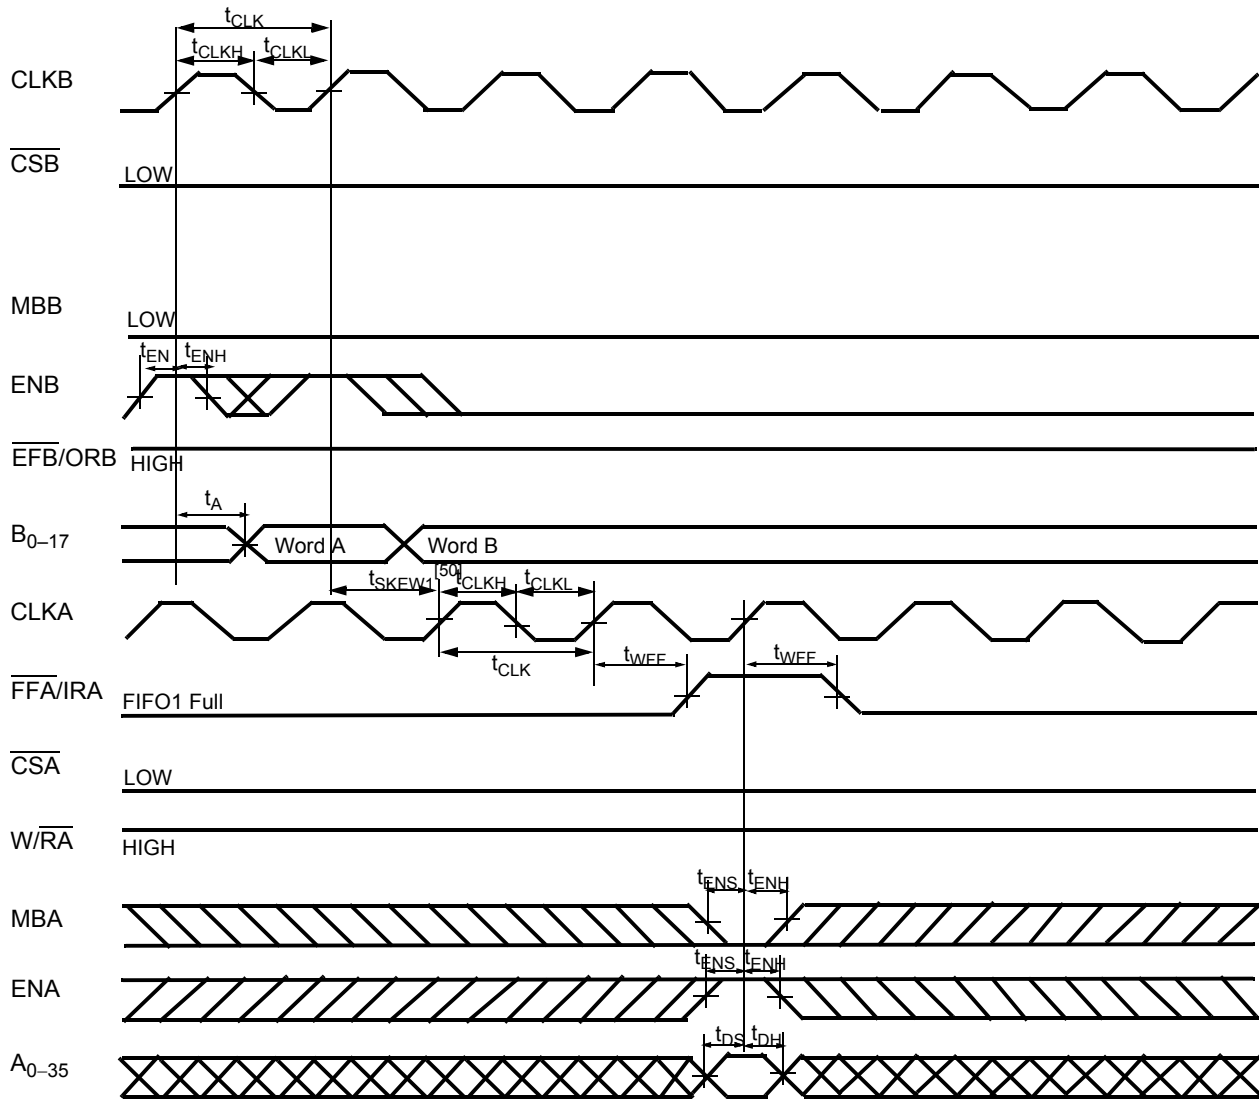 tCLK
tCLKH tCLKL
CLKB
CSB
LOW
MBB
LOW
tEN tENH
ENB
EFB/ORB HIGH
tA
B0–17
Word A Word B
tSKEW1[50] tCLKH tCLKL
CLKA
tCLK tWFF tWFF
FFA/IRA
FIFO1 Full
CSA
LOW
W/RA
HIGH
tENS tENH
MBA
tENS tENH
ENA
tDS tDH
A0–35